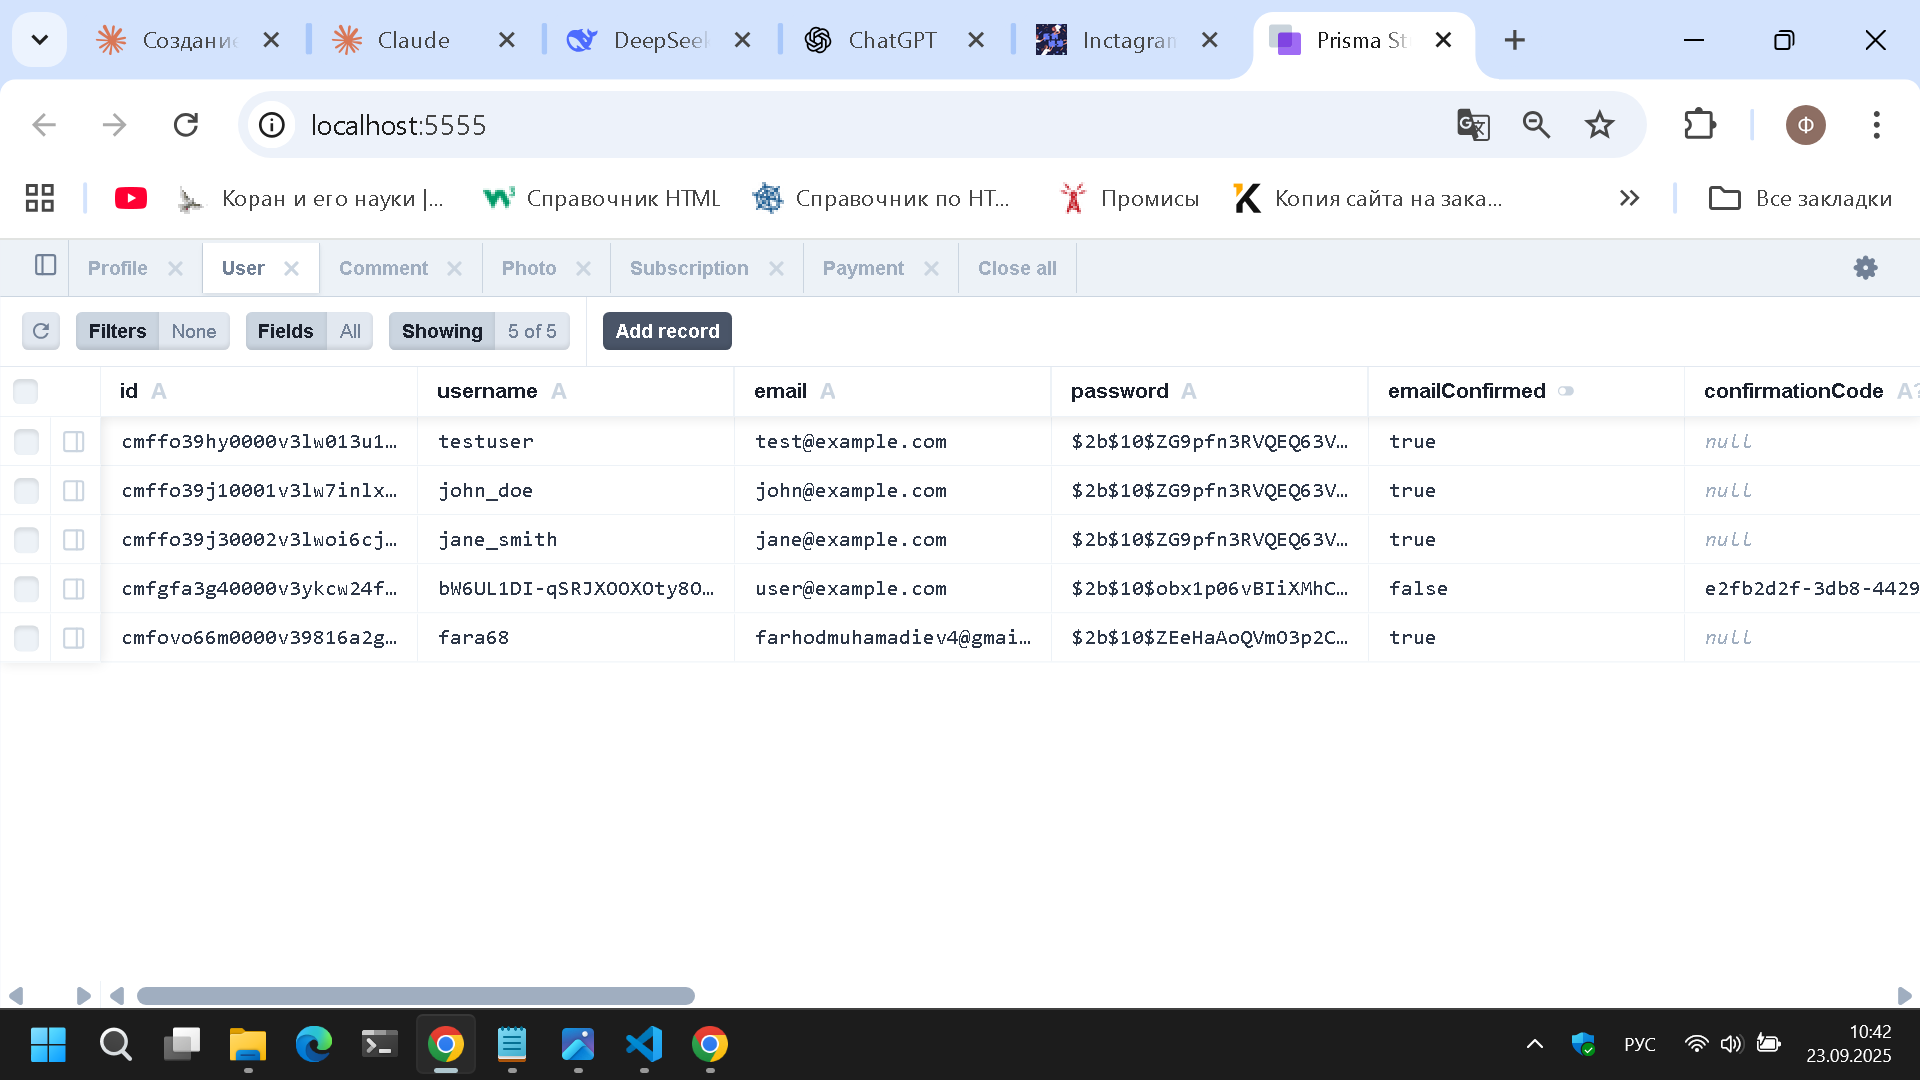 Создание
Claude
DeepSeek
ChatGPT
Inctagram
Prisma St
localhost:5555
Ф
Коран и его науки |...
Справочник HTML
Справочник по HT...
Промисы
Копия сайта на зака...
Все закладки
Profile
User
Comment
Photo
Subscription
Payment
Close all
Filters None
Fields All
Showing 5 of 5
Add record
id A username A email A password A emailConfirmed confirmationCode A?
cmffo39hy0000v3lw013u1… testuser test@example.com $2b$10$ZG9pfn3RVQEQ63V… true null
cmffo39j10001v3lw7inlx… john_doe john@example.com $2b$10$ZG9pfn3RVQEQ63V… true null
cmffo39j30002v3lwoi6cj… jane_smith jane@example.com $2b$10$ZG9pfn3RVQEQ63V… true null
cmfgfa3g40000v3ykcw24f… bW6UL1DI-qSRJXOOXOty8O… user@example.com $2b$10$obx1p06vBIiXMhC… false e2fb2d2f-3db8-4429
cmfovo66m0000v39816a2g… fara68 farhodmuhamadiev4@gmai… $2b$10$ZEeHaAoQVmO3p2C… true null
РУС
10:42
23.09.2025